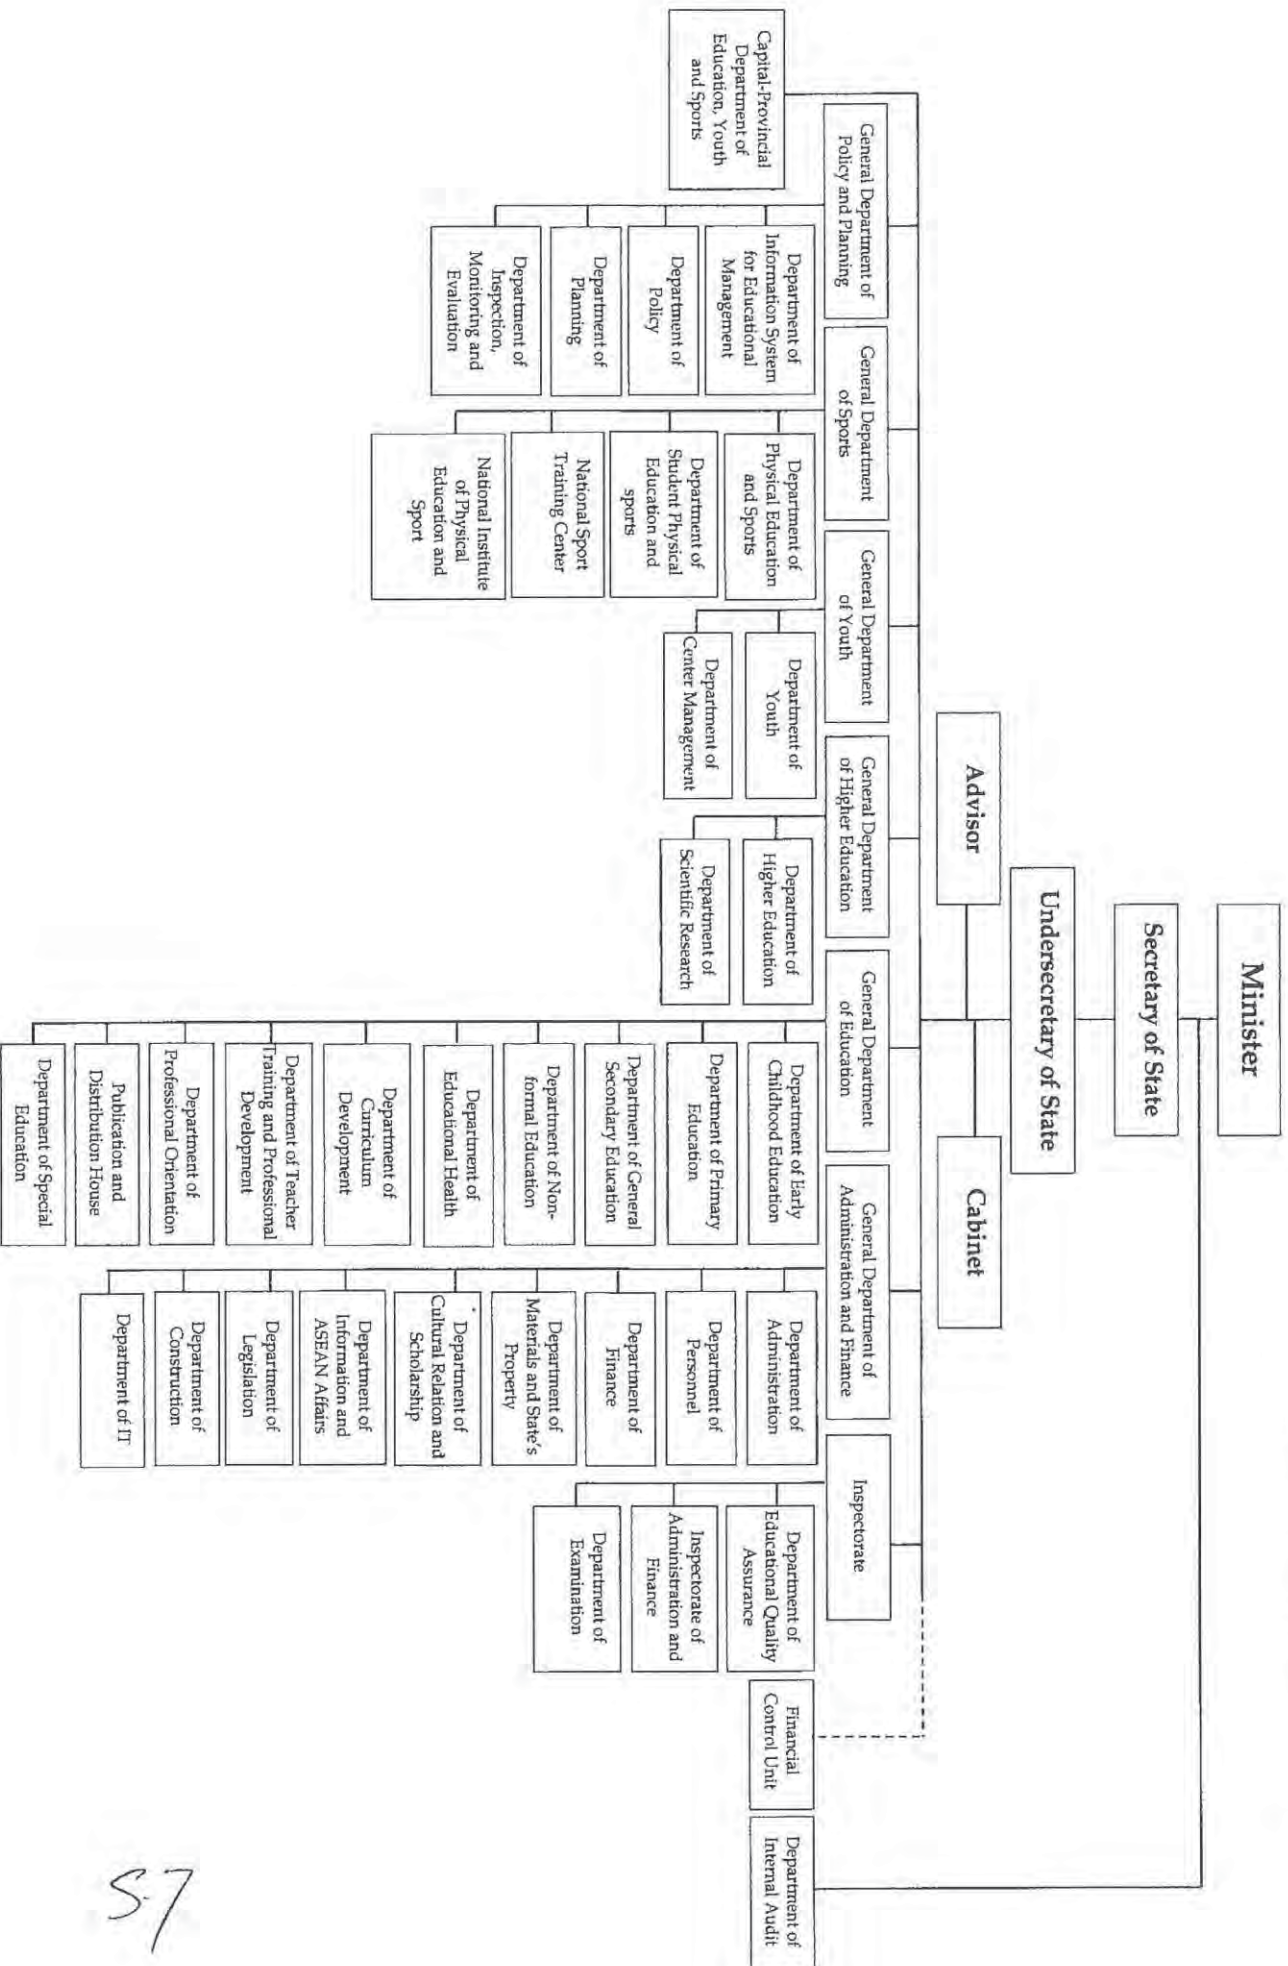 Minister
Secretary of State
Undersecretary of State
Advisor
Cabinet
Capital-Provincial
Department of
Education, Youth
and Sports
General Department of
Policy and Planning
Department of
Information System
for Educational
Management
Department of
Policy
Department of
Planning
Department of
Inspection,
Monitoring and
Evaluation
General Department
of Sports
Department of
Physical Education
and Sports
Department of
Student Physical
Education and
sports
National Sport
Training Center
National Institute
of Physical
Education and
Sport
General Department
of Youth
Department of
Youth
Department of
Center Management
General Department
of Higher Education
Department of
Higher Education
Department of
Scientific Research
General Department
of Education
Department of Early
Childhood Education
Department of Primary
Education
Department of General
Secondary Education
Department of Non-
formal Education
Department of
Educational Health
Department of
Curriculum
Development
Department of Teacher
Training and Professional
Development
Department of
Professional Orientation
Publication and
Distribution House
Department of Special
Education
General Department of
Administration and Finance
Department of
Administration
Department of
Personnel
Department of
Finance
Department of
Materials and State's
Property
Department of
Cultural Relation and
Scholarship
Department of
Information and
ASEAN Affairs
Department of
Legislation
Department of
Construction
Department of IT
Inspectorate
Department of
Educational Quality
Assurance
Inspectorate of
Administration and
Finance
Department of
Examination
Financial
Control Unit
Department of
Internal Audit
S-7